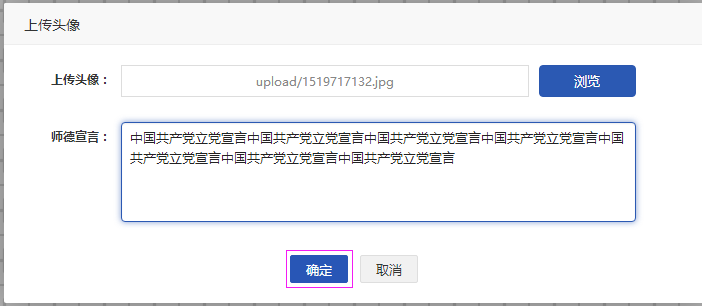 上传头像
上传头像： upload/1519717132.jpg 浏览
师德宣言： 中国共产党立党宣言中国共产党立党宣言中国共产党立党宣言中国共产党立党宣言中国
共产党立党宣言中国共产党立党宣言中国共产党立党宣言
确定 取消